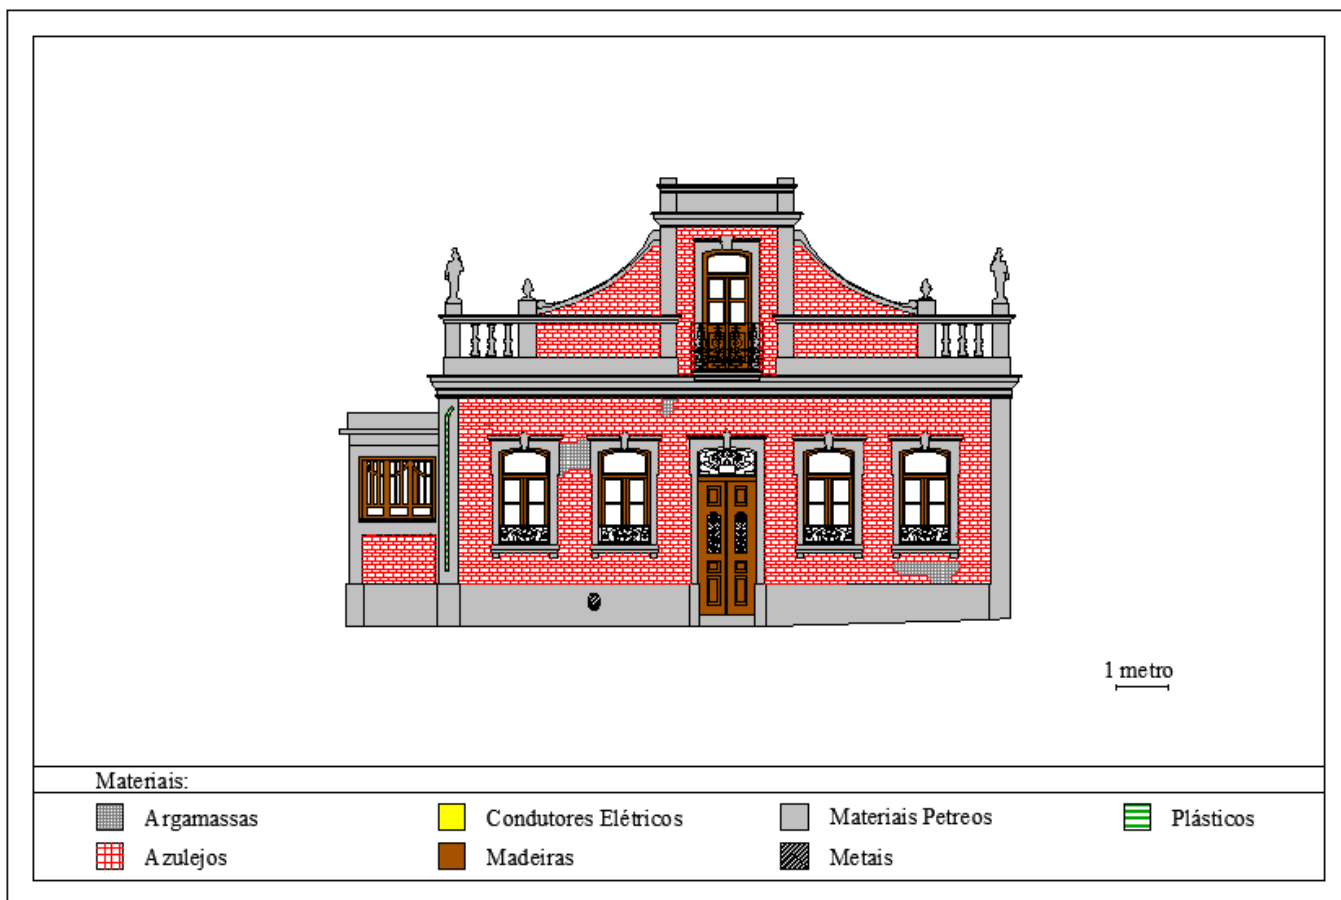 1 metro
Materiais:
Argamassas
Condutores Elétricos
Materiais Petreos
Plásticos
Azulejos
Madeiras
Metais